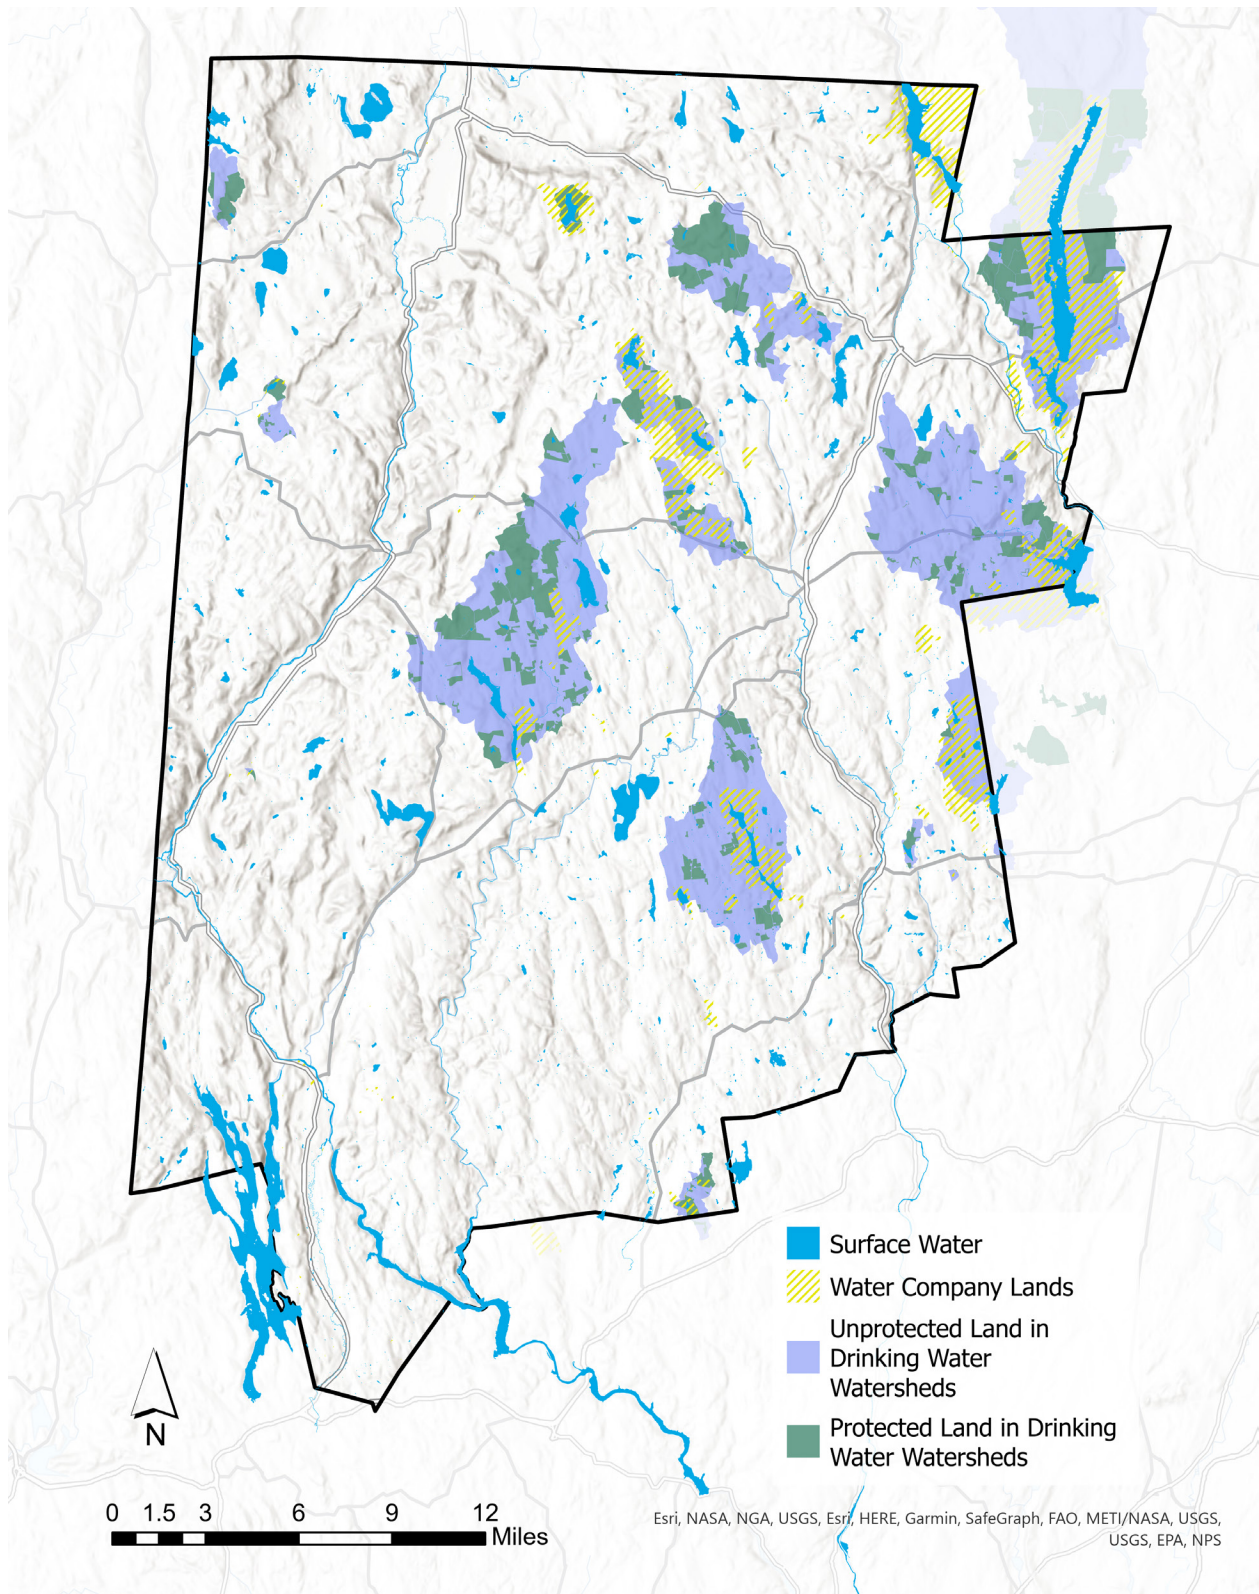 Surface Water
Water Company Lands
Unprotected Land in
Drinking Water
Watersheds
Protected Land in Drinking
Water Watersheds
N
0 1.5 3 6 9 12
Miles
Esri, NASA, NGA, USGS, Esri, HERE, Garmin, SafeGraph, FAO, METI/NASA, USGS,
USGS, EPA, NPS